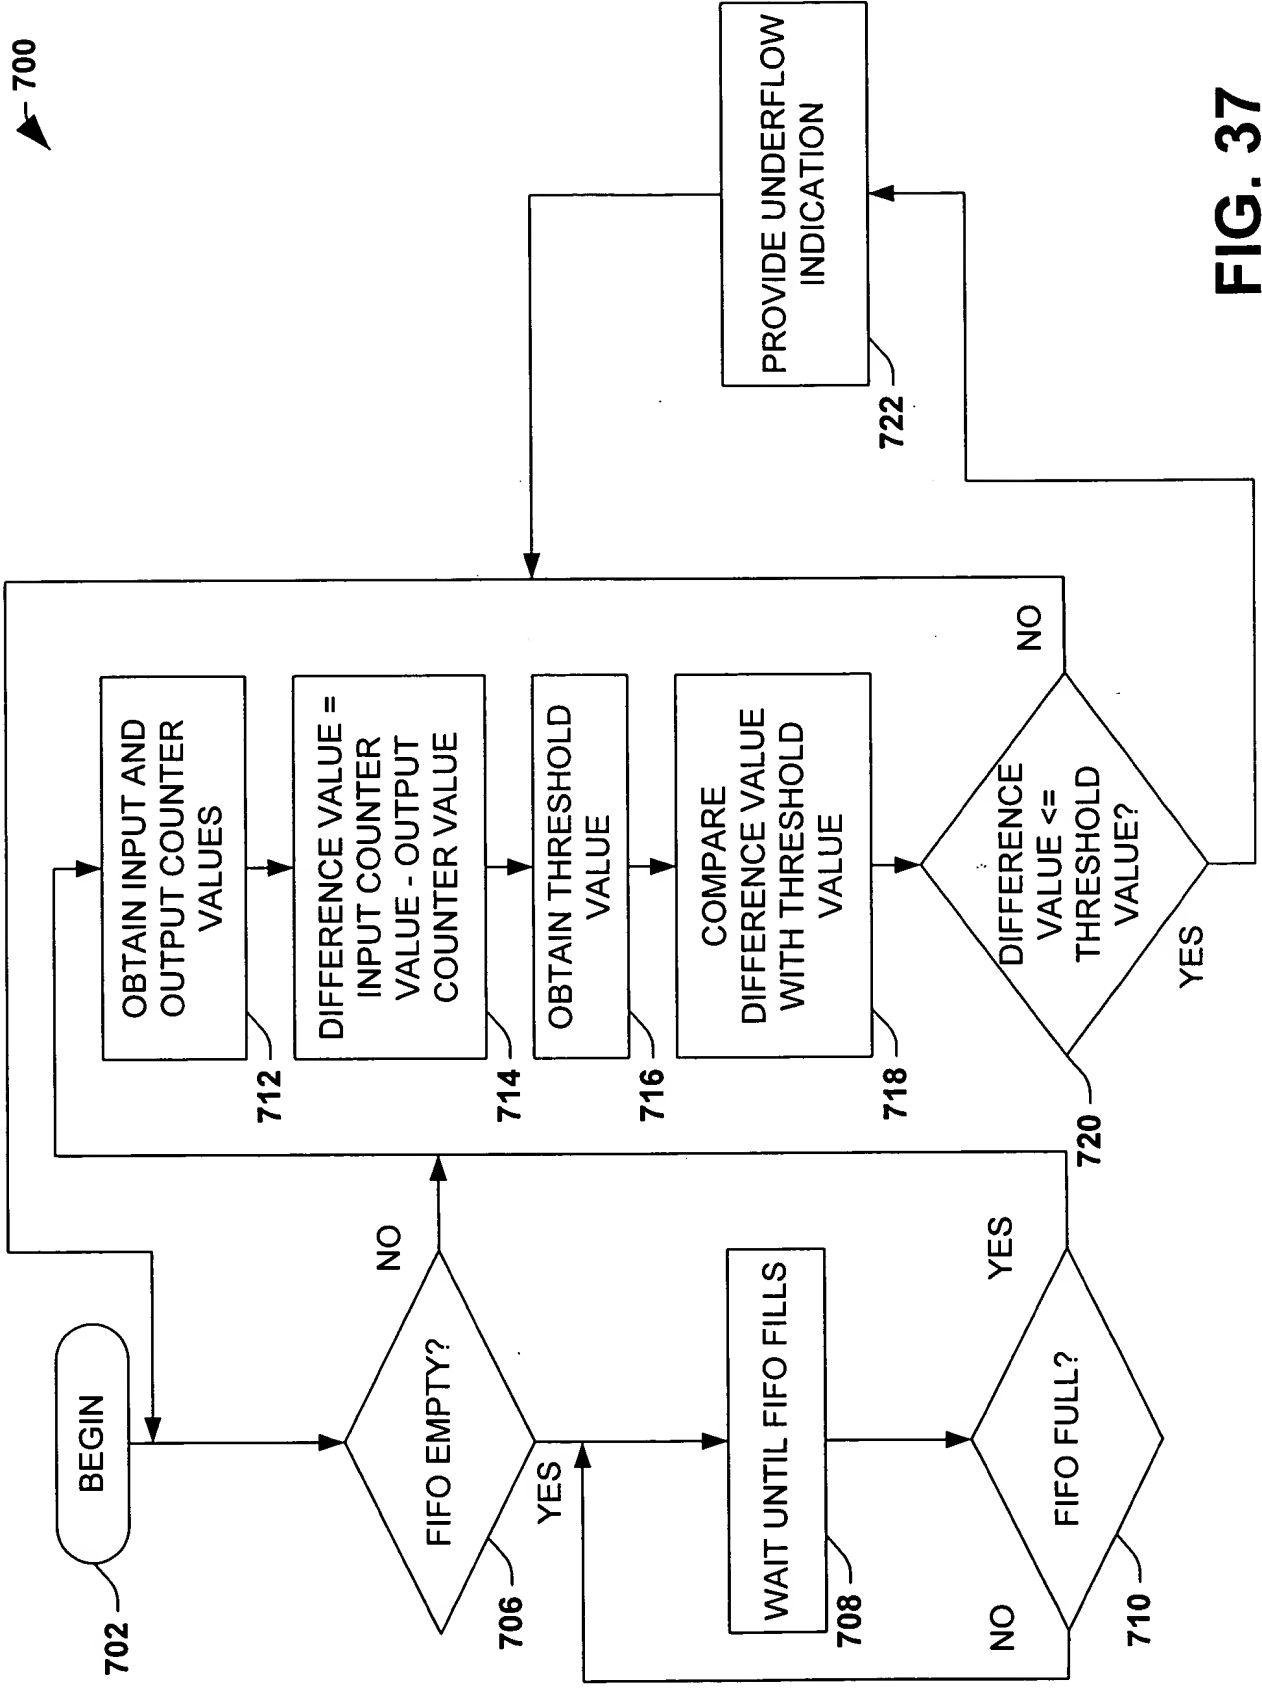 700
BEGIN
702
FIFO EMPTY?
706
NO
YES
WAIT UNTIL FIFO FILLS
708
FIFO FULL?
710
NO
YES
OBTAIN INPUT AND
OUTPUT COUNTER
VALUES
712
DIFFERENCE VALUE =
INPUT COUNTER
VALUE - OUTPUT
COUNTER VALUE
714
OBTAIN THRESHOLD
VALUE
716
COMPARE
DIFFERENCE VALUE
WITH THRESHOLD
VALUE
718
DIFFERENCE
VALUE <=
THRESHOLD
VALUE?
720
NO
YES
PROVIDE UNDERFLOW
INDICATION
722
FIG. 37